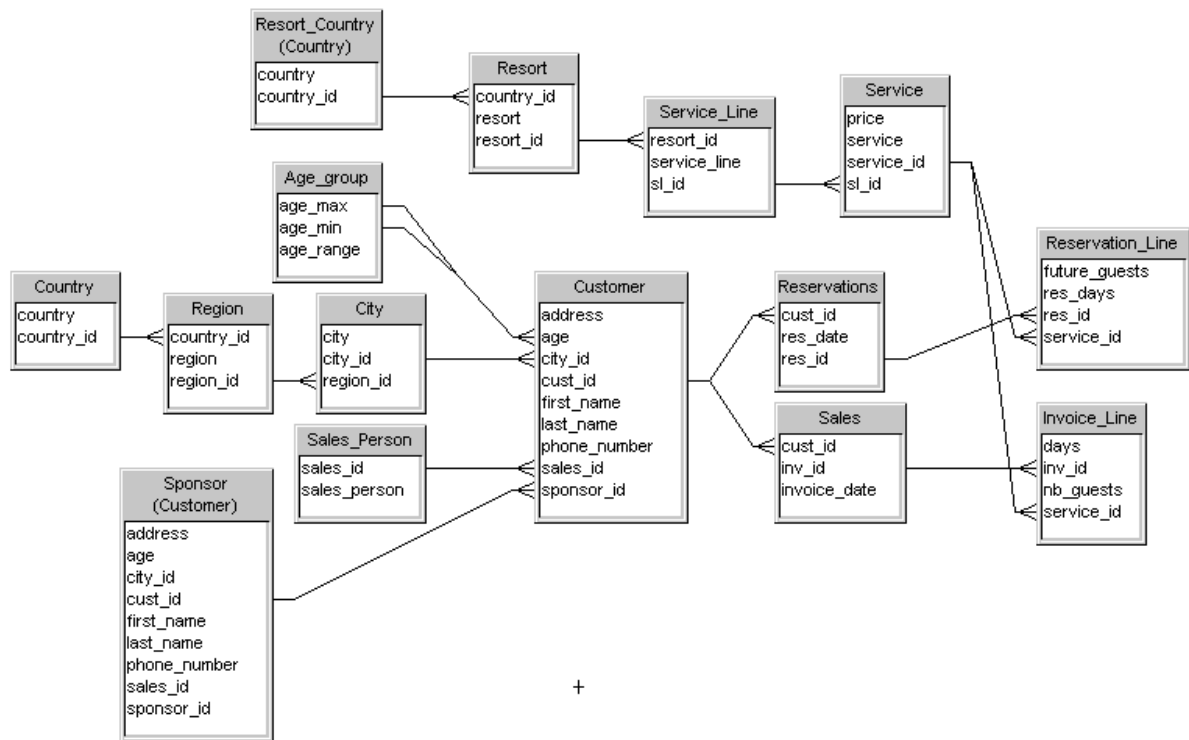 Resort_Country
(Country)
country
country_id
Resort
country_id
resort
resort_id
Service_Line
resort_id
service_line
sl_id
Service
price
service
service_id
sl_id
Age_group
age_max
age_min
age_range
Country
country
country_id
Region
country_id
region
region_id
City
city
city_id
region_id
Customer
address
age
city_id
cust_id
first_name
last_name
phone_number
sales_id
sponsor_id
Reservations
cust_id
res_date
res_id
Reservation_Line
future_guests
res_days
res_id
service_id
Sales_Person
sales_id
sales_person
Sales
cust_id
inv_id
invoice_date
Invoice_Line
days
inv_id
nb_guests
service_id
Sponsor
(Customer)
address
age
city_id
cust_id
first_name
last_name
phone_number
sales_id
sponsor_id